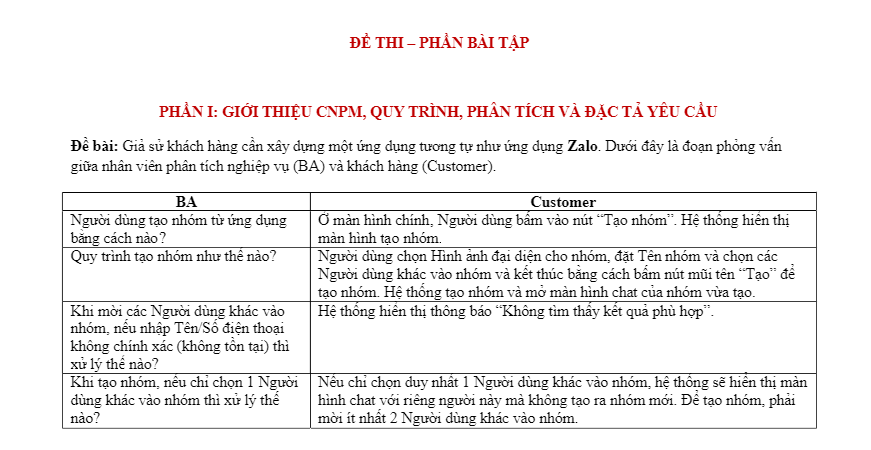 ĐỀ THI – PHẦN BÀI TẬP
PHẦN I: GIỚI THIỆU CNPM, QUY TRÌNH, PHÂN TÍCH VÀ ĐẶC TẢ YÊU CẦU
Đề bài: Giả sử khách hàng cần xây dựng một ứng dụng tương tự như ứng dụng Zalo. Dưới đây là đoạn phỏng vấn
giữa nhân viên phân tích nghiệp vụ (BA) và khách hàng (Customer).
BA
Customer
Người dùng tạo nhóm từ ứng dụng
bằng cách nào?
Ở màn hình chính, Người dùng bấm vào nút “Tạo nhóm”. Hệ thống hiển thị
màn hình tạo nhóm.
Quy trình tạo nhóm như thế nào?
Người dùng chọn Hình ảnh đại diện cho nhóm, đặt Tên nhóm và chọn các
Người dùng khác vào nhóm và kết thúc bằng cách bấm nút mũi tên “Tạo” để
tạo nhóm. Hệ thống tạo nhóm và mở màn hình chat của nhóm vừa tạo.
Khi mời các Người dùng khác vào
nhóm, nếu nhập Tên/Số điện thoại
không chính xác (không tồn tại) thì
xử lý thế nào?
Hệ thống hiển thị thông báo “Không tìm thấy kết quả phù hợp”.
Khi tạo nhóm, nếu chỉ chọn 1 Người
dùng khác vào nhóm thì xử lý thế
nào?
Nếu chỉ chọn duy nhất 1 Người dùng khác vào nhóm, hệ thống sẽ hiển thị màn
hình chat với riêng người này mà không tạo ra nhóm mới. Để tạo nhóm, phải
mời ít nhất 2 Người dùng khác vào nhóm.